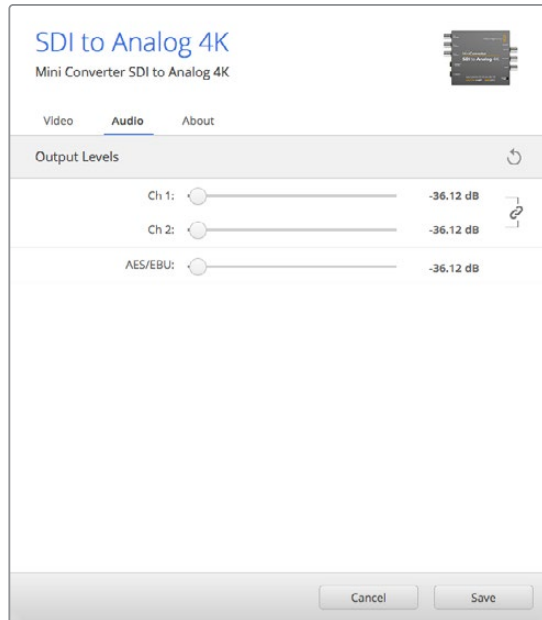 SDI to Analog 4K
Mini Converter SDI to Analog 4K
Video Audio About
Output Levels
Ch 1: -36.12 dB
Ch 2: -36.12 dB
AES/EBU: -36.12 dB
Cancel Save